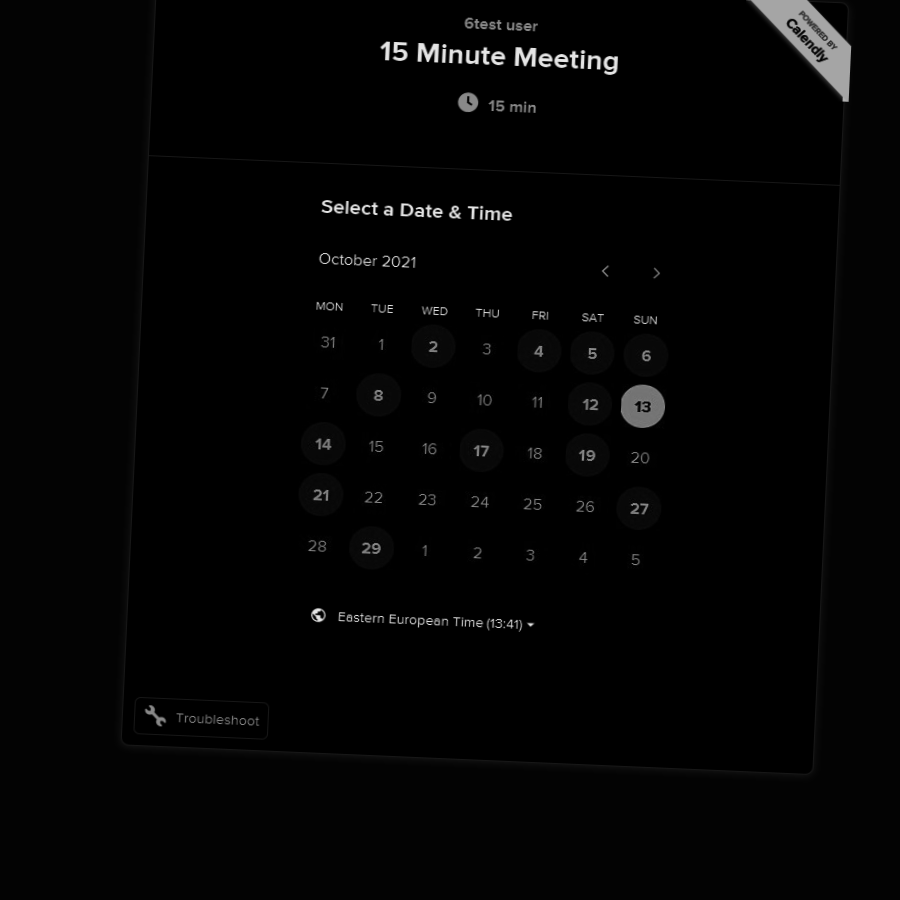 6test user
15 Minute Meeting
15 min
POWERED BY
Calendly
Select a Date & Time
October 2021
MON TUE WED THU FRI SAT SUN
31 1 2 3 4 5 6
7 8 9 10 11 12 13
14 15 16 17 18 19 20
21 22 23 24 25 26 27
28 29 1 2 3 4 5
Eastern European Time (13:41)
Troubleshoot